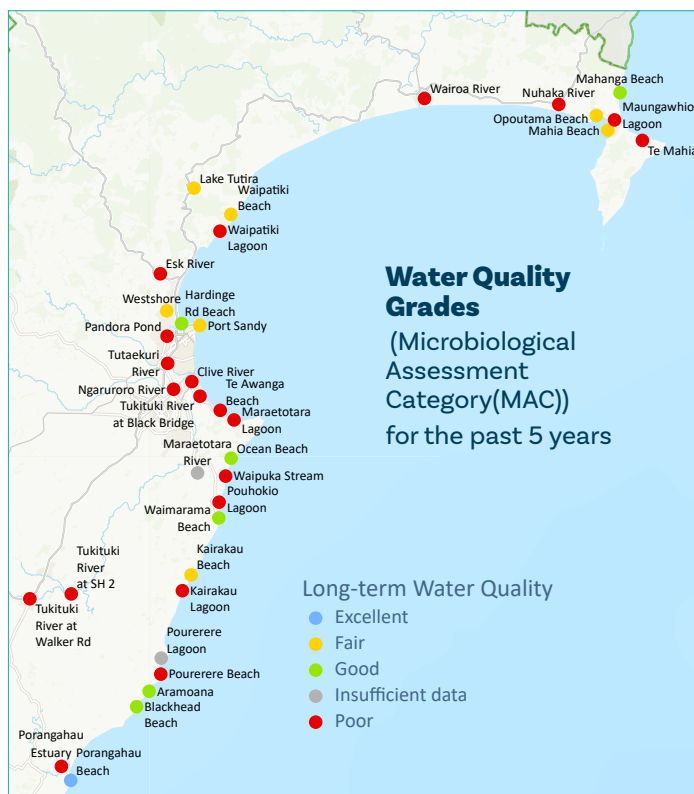 Mahanga Beach
Wairoa River
Nuhaka River
Maungawhio
Lagoon
Opoutama Beach
Mahia Beach
Te Mahia
Lake Tutira
Waipatiki
Beach
Waipatiki
Lagoon
Esk River
Water Quality
Grades
(Microbiological
Assessment
Category(MAC))
for the past 5 years
Westshore
Hardinge
Rd Beach
Port Sandy
Pandora Pond
Tutaekuri
River
Clive River
Ngaruroro River
Te Awanga
Beach
Tukituki River
at Black Bridge
Maraetotara
Lagoon
Maraetotara
River
Ocean Beach
Waipuka Stream
Pouhokio
Lagoon
Waimarama
Beach
Kairakau
Beach
Kairakau
Lagoon
Tukituki
River
at SH 2
Tukituki
River at
Walker Rd
Pourerere
Lagoon
Pourerere Beach
Aramoana
Blackhead
Beach
Porangahau
Estuary
Porangahau
Beach
Long-term Water Quality
Excellent
Fair
Good
Insufficient data
Poor